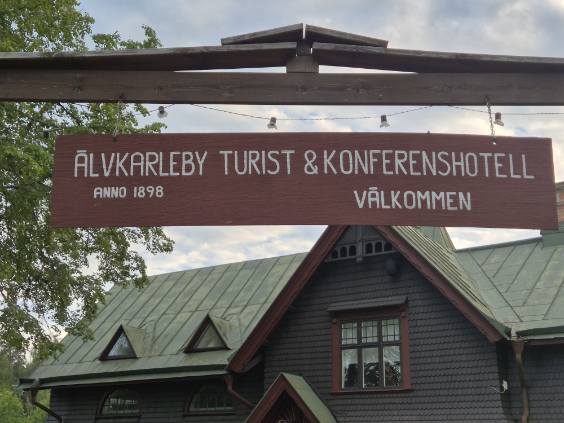 ÄLVKARLEBY TURIST & KONFERENSHOTELL
ANNO 1898 VÄLKOMMEN